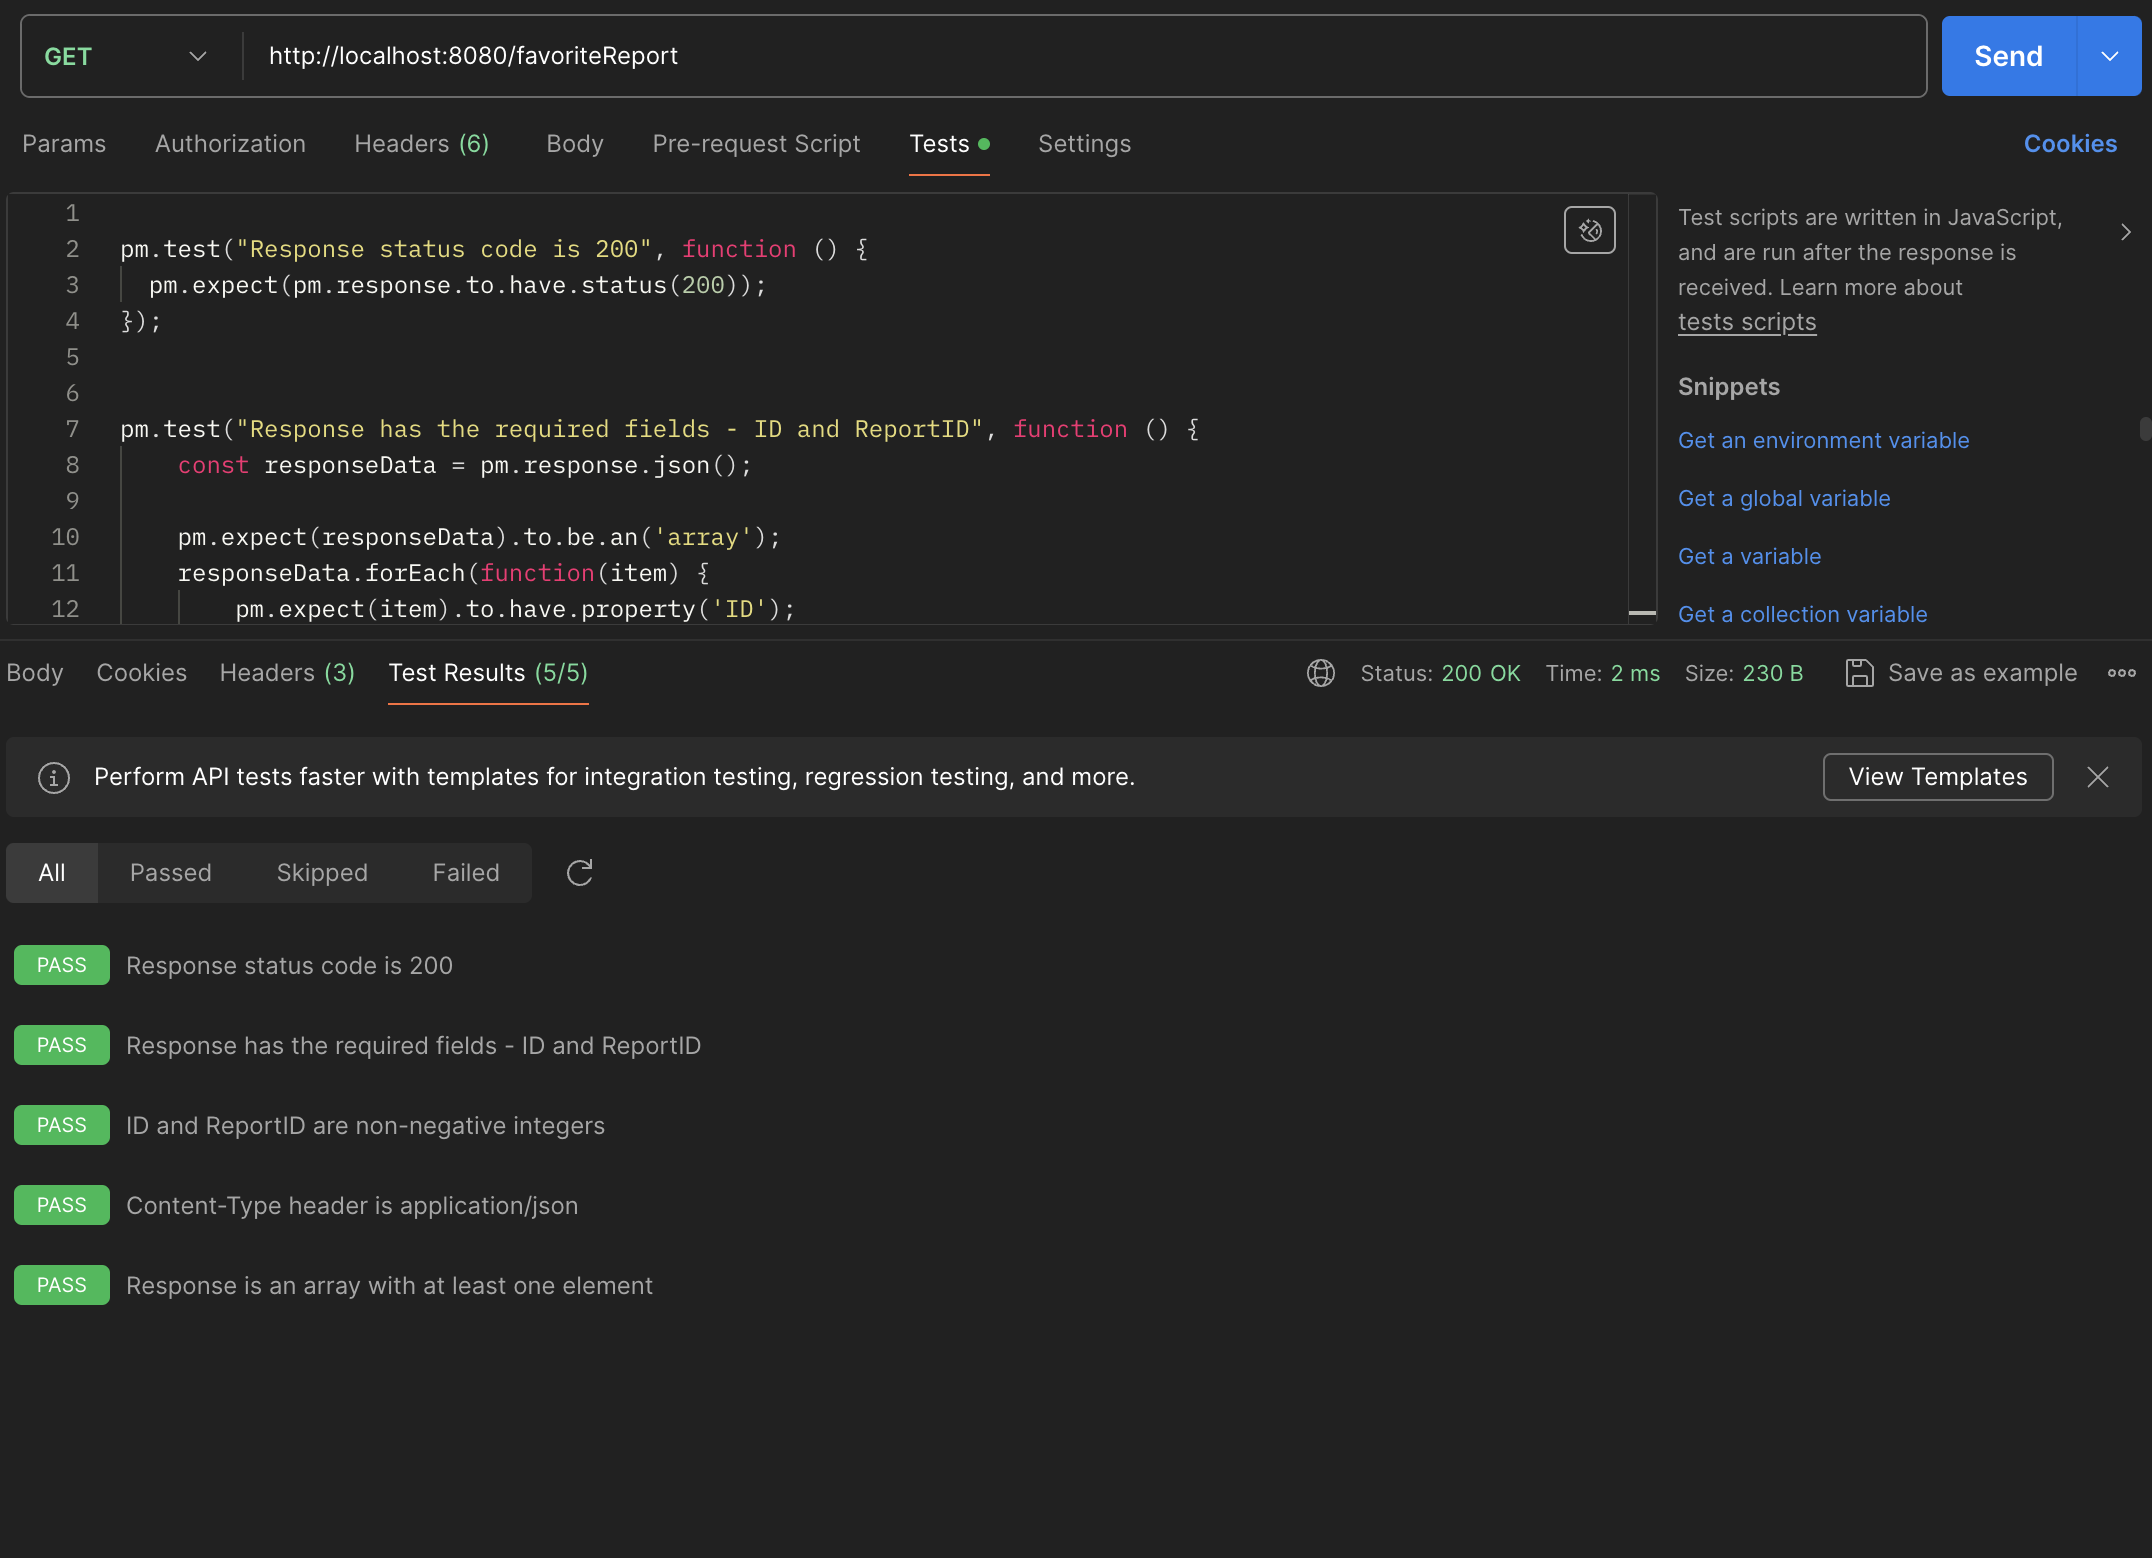 GET http://localhost:8080/favoriteReport Send
Params Authorization Headers (6) Body Pre-request Script Tests Settings Cookies
1
2 pm.test("Response status code is 200", function () {
3 pm.expect(pm.response.to.have.status(200));
4 });
5
6
7 pm.test("Response has the required fields - ID and ReportID", function () {
8 const responseData = pm.response.json();
9
10 pm.expect(responseData).to.be.an('array');
11 responseData.forEach(function(item) {
12 pm.expect(item).to.have.property('ID');
Test scripts are written in JavaScript,
and are run after the response is
received. Learn more about
tests scripts
Snippets
Get an environment variable
Get a global variable
Get a variable
Get a collection variable
Body Cookies Headers (3) Test Results (5/5) Status: 200 OK Time: 2 ms Size: 230 B Save as example
Perform API tests faster with templates for integration testing, regression testing, and more. View Templates
All Passed Skipped Failed
PASS Response status code is 200
PASS Response has the required fields - ID and ReportID
PASS ID and ReportID are non-negative integers
PASS Content-Type header is application/json
PASS Response is an array with at least one element